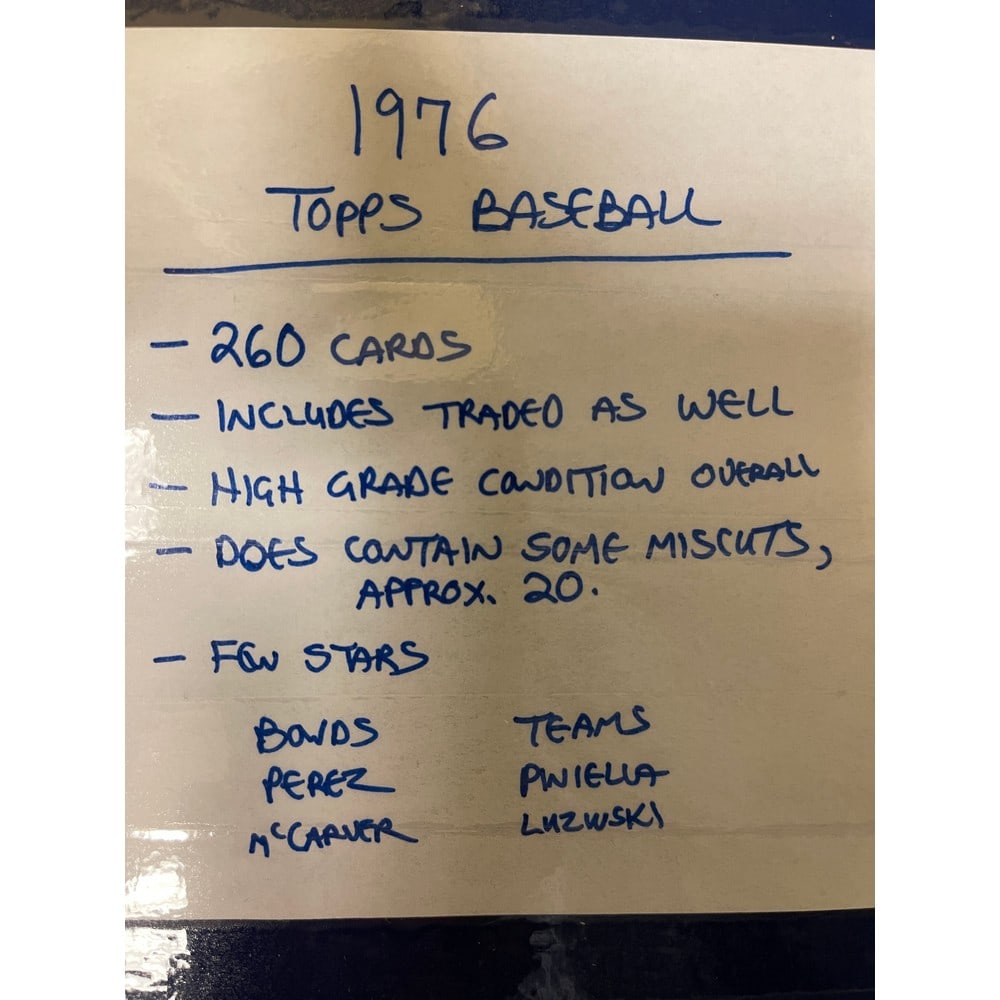 1976
TOPPS BASEBALL
- 260 CARDS
- INCLUDES TRADED AS WELL
- HIGH GRADE CONDITION OVERALL
- DOES CONTAIN SOME MISCUTS,
APPROX. 20.
- FEW STARS
BONDS TEAMS
PEREZ PINIELLA
McCARVER LUZINSKI